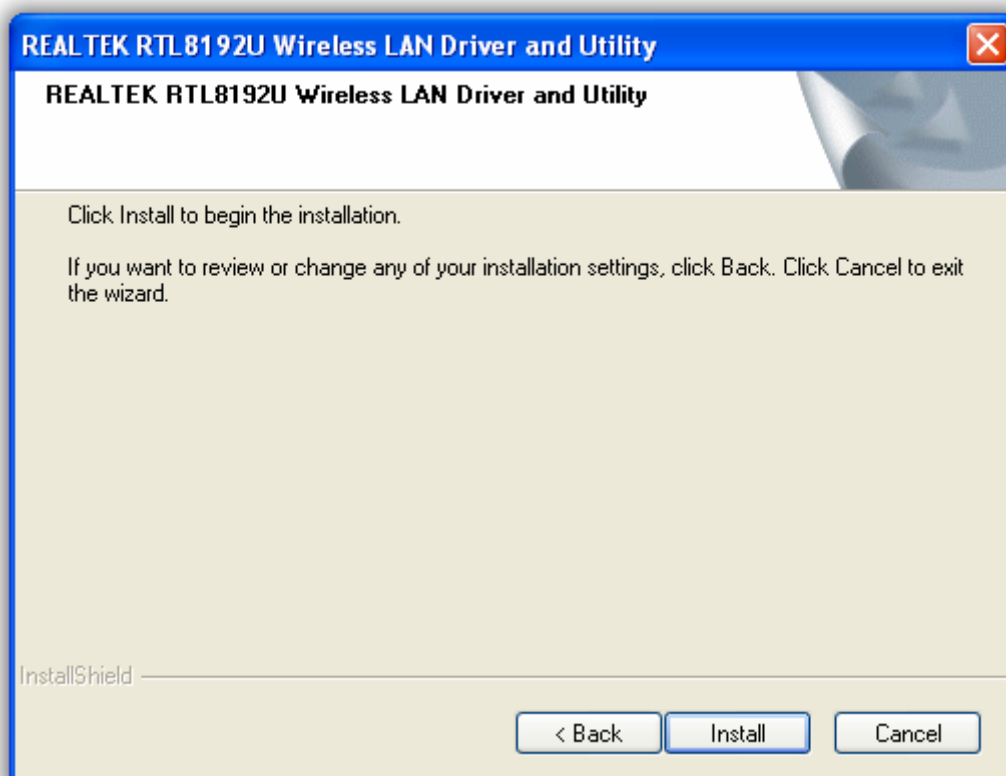 REALTEK RTL8192U Wireless LAN Driver and Utility
REALTEK RTL8192U Wireless LAN Driver and Utility
Click Install to begin the installation.
If you want to review or change any of your installation settings, click Back. Click Cancel to exit
the wizard.
InstallShield
< Back
Install
Cancel